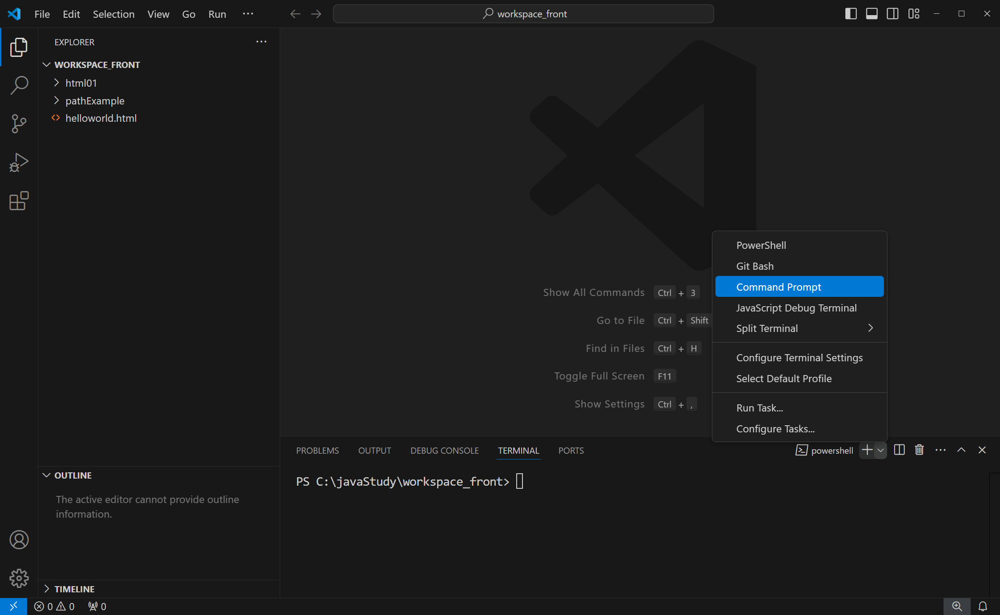 File Edit Selection View Go Run ···
workspace_front
EXPLORER
WORKSPACE_FRONT
html01
pathExample
helloworld.html
Show All Commands Ctrl + 3
Go to File Ctrl + Shift
Find in Files Ctrl + H
Toggle Full Screen F11
Show Settings Ctrl + ,
PowerShell
Git Bash
Command Prompt
JavaScript Debug Terminal
Split Terminal
Configure Terminal Settings
Select Default Profile
Run Task...
Configure Tasks...
PROBLEMS OUTPUT DEBUG CONSOLE TERMINAL PORTS powershell
PS C:\javaStudy\workspace_front>
OUTLINE
The active editor cannot provide outline
information.
TIMELINE
0 0 0